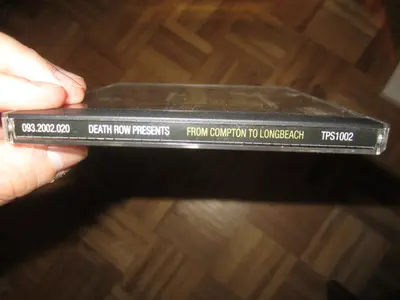 093.2002.020 DEATH ROW PRESENTS FROM COMPTON TO LONGBEACH TPS1002